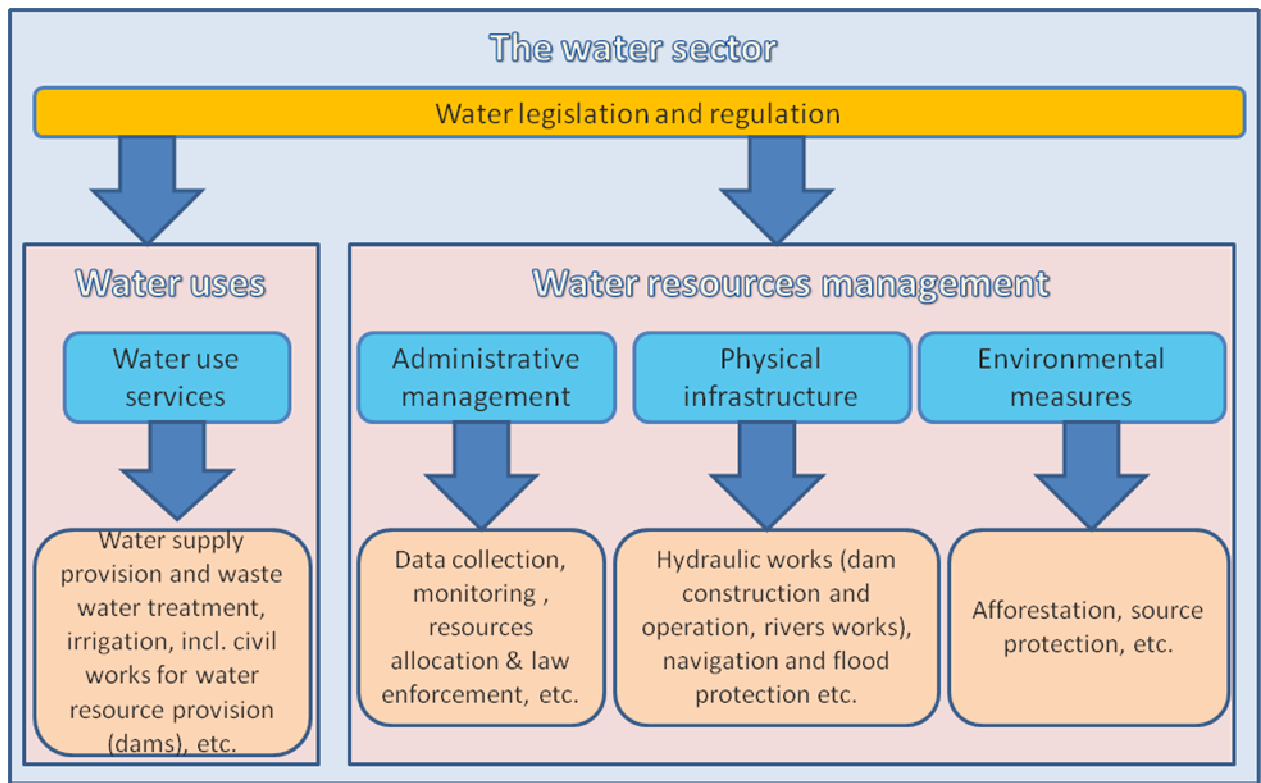 The water sector
Water legislation and regulation
Water uses
Water use
services
Water supply
provision and waste
water treatment,
irrigation, incl. civil
works for water
resource provision
(dams), etc.
Water resources management
Administrative
management
Data collection,
monitoring ,
resources
allocation & law
enforcement, etc.
Physical
infrastructure
Hydraulic works (dam
construction and
operation, rivers works),
navigation and flood
protection etc.
Environmental
measures
Afforestation, source
protection, etc.